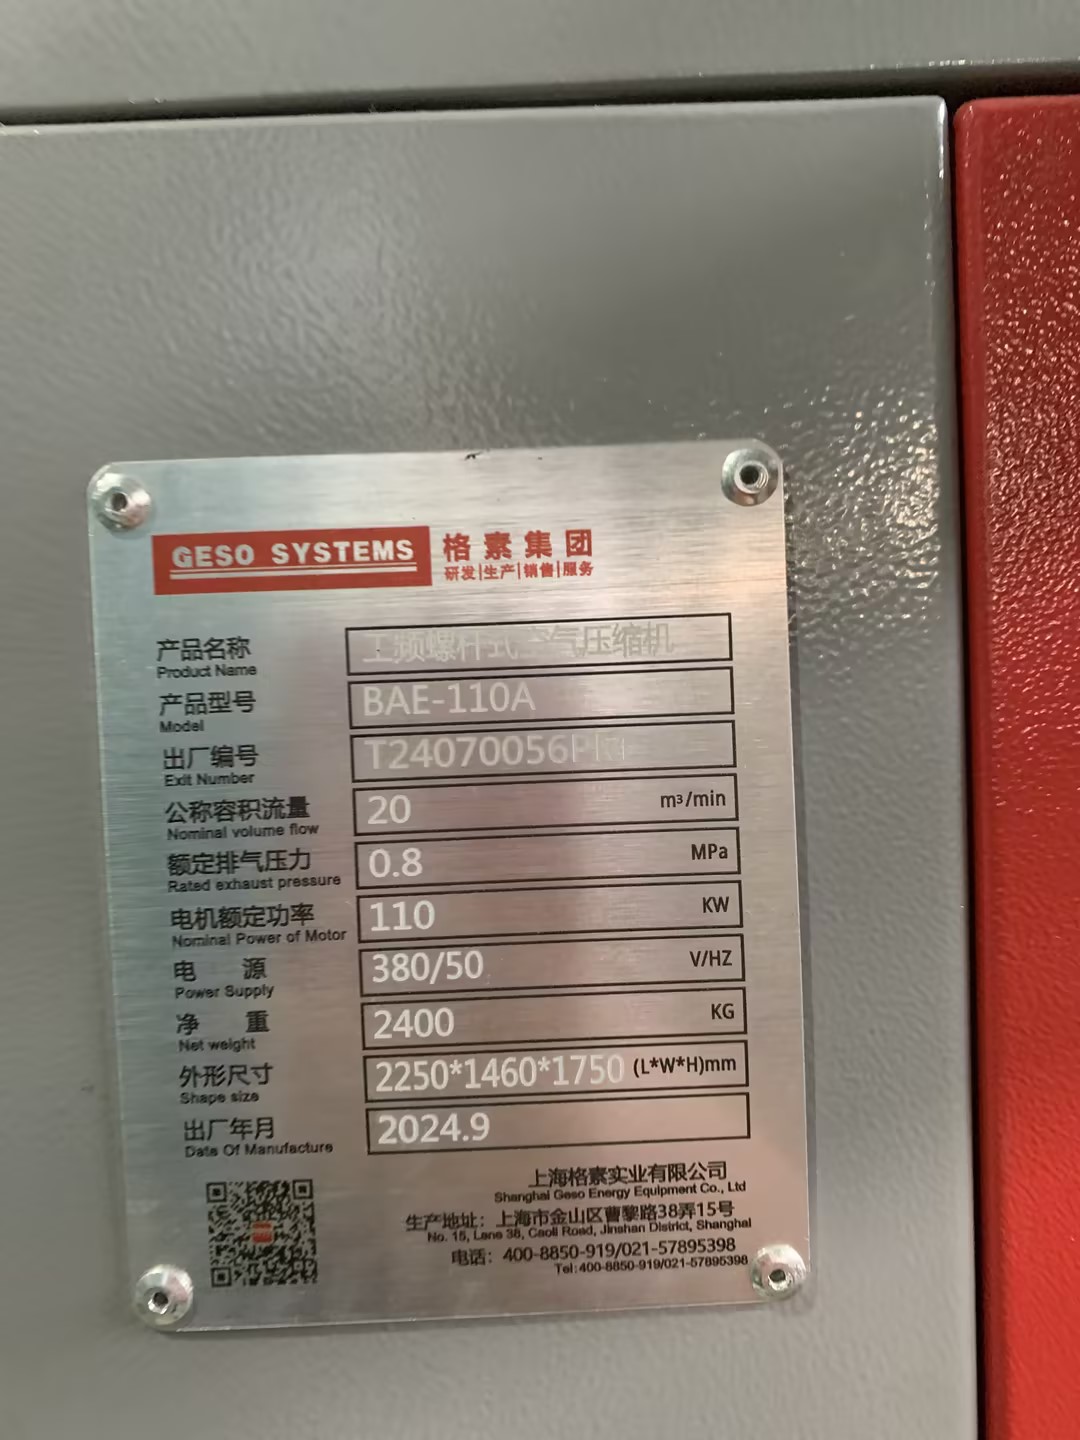 GESO SYSTEMS 格素集团
研发|生产|销售|服务
产品名称 工频螺杆式空气压缩机
Product Name
产品型号 BAE-110A
Model
出厂编号 T24070056P
Exit Number
公称容积流量 20 m³/min
Nominal volume flow
额定排气压力 0.8 MPa
Rated exhaust pressure
电机额定功率 110 KW
Nominal Power of Motor
电 源 380/50 V/HZ
Power Supply
净 重 2400 KG
Net weight
外形尺寸 2250*1460*1750 (L*W*H)mm
Shape size
出厂年月 2024.9
Date Of Manufacture
上海格素实业有限公司
Shanghai Geso Energy Equipment Co., Ltd
生产地址：上海市金山区曹黎路38弄15号
No. 15, Lane 38, Caoli Road, Jinshan District, Shanghai
电话：400-8850-919/021-57895398
Tel:400-8850-919/021-57895398